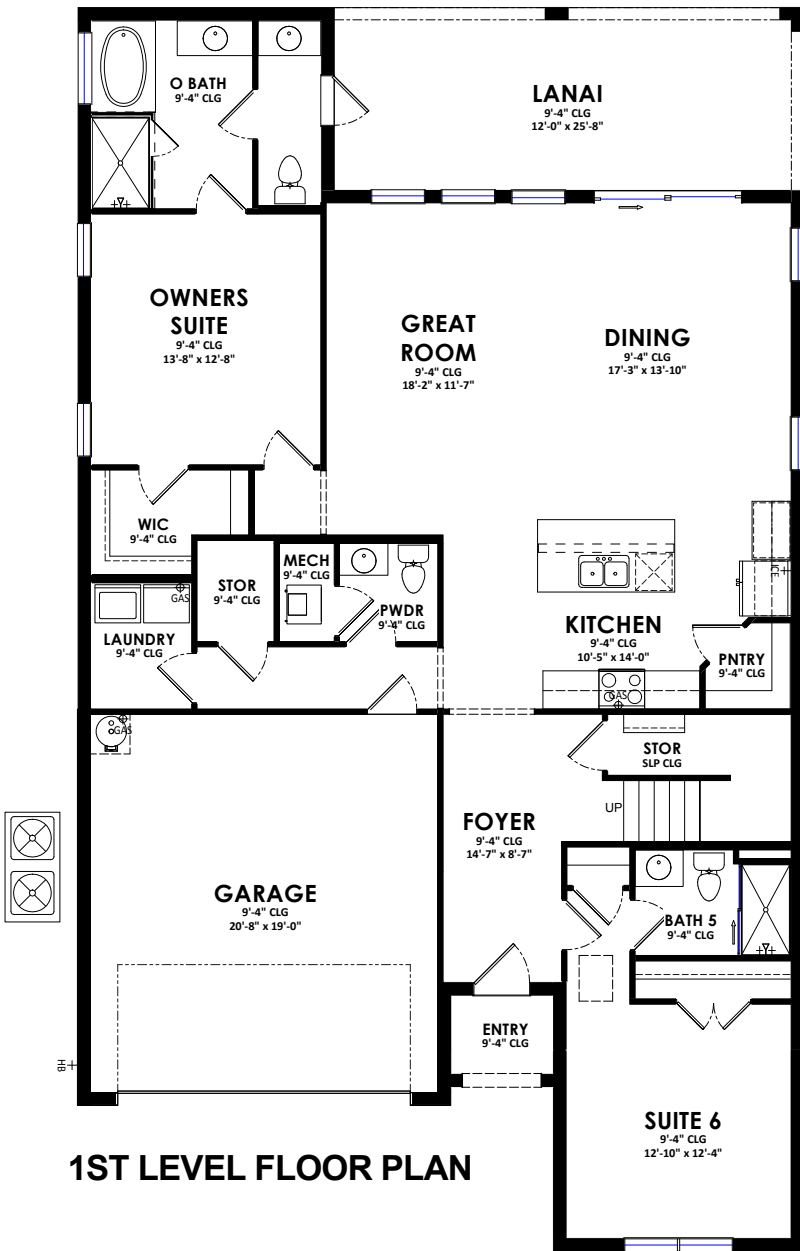 O BATH
9'-4" CLG
LANAI
9'-4" CLG
12'-0" x 25'-8"
OWNERS
SUITE
9'-4" CLG
13'-8" x 12'-8"
GREAT
ROOM
9'-4" CLG
18'-2" x 11'-7"
DINING
9'-4" CLG
17'-3" x 13'-10"
WIC
9'-4" CLG
STOR
9'-4" CLG
MECH
9'-4" CLG
PWDR
9'-4" CLG
GAS
LAUNDRY
9'-4" CLG
ICE
KITCHEN
9'-4" CLG
10'-5" x 14'-0"
PNTRY
9'-4" CLG
GAS
GAS
STOR
SLP CLG
UP
FOYER
9'-4" CLG
14'-7" x 8'-7"
GARAGE
9'-4" CLG
20'-8" x 19'-0"
BATH 5
9'-4" CLG
ENTRY
9'-4" CLG
HB
SUITE 6
9'-4" CLG
12'-10" x 12'-4"
1ST LEVEL FLOOR PLAN